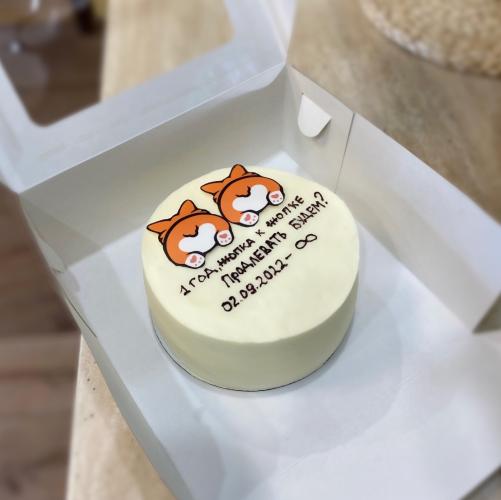 1 ГОД, ЖОПКА К ЖОПКЕ
ПРОДЛЕВАТЬ БУДЕМ?
02.09.2022-∞